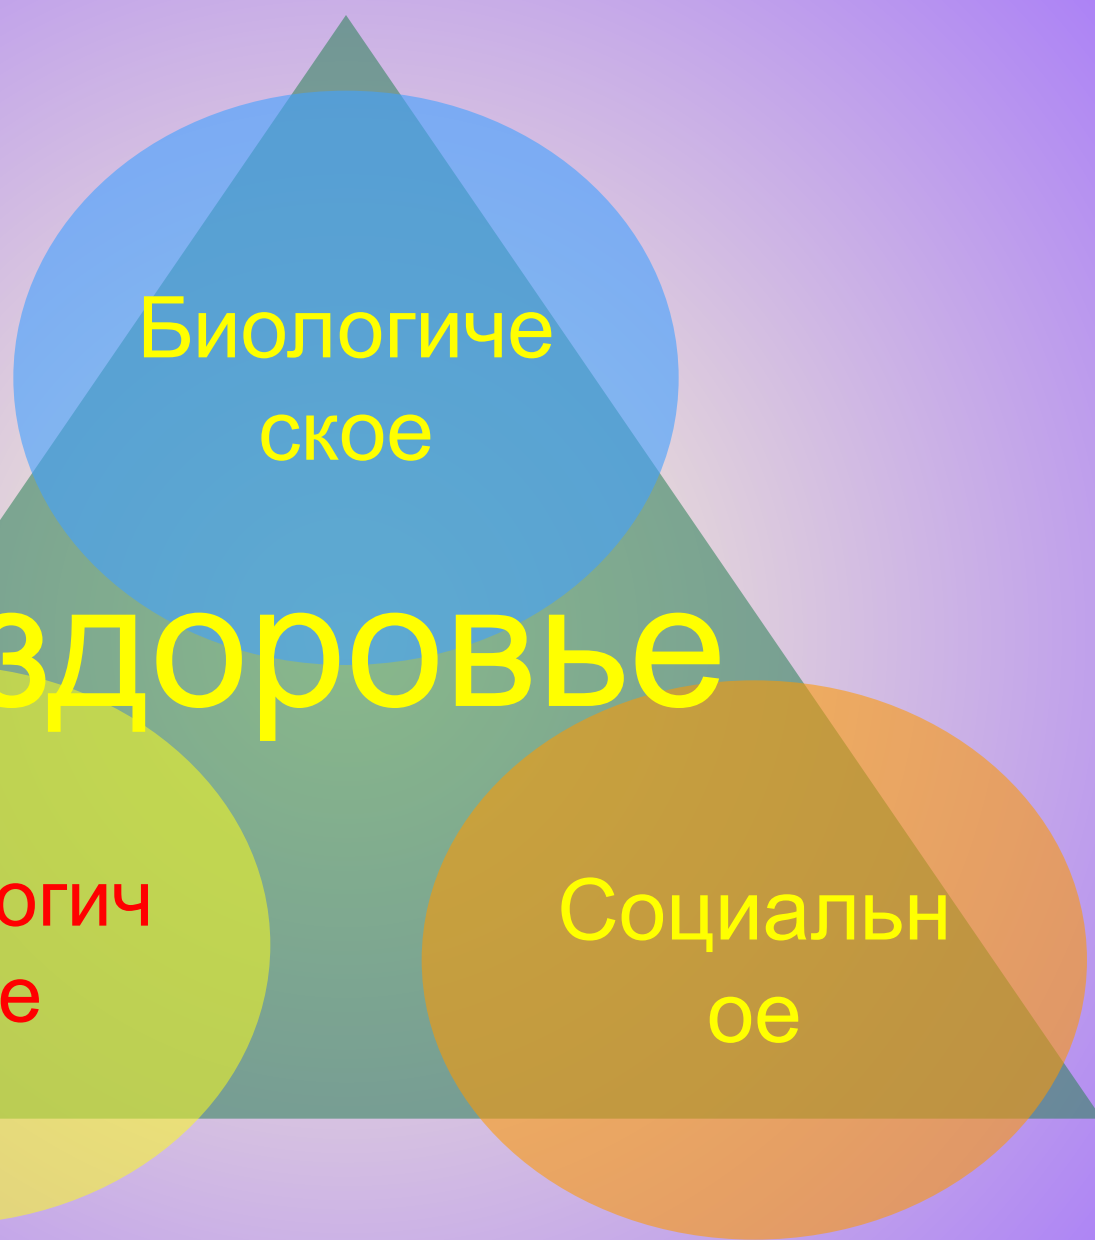 Биологиче
ское
здоровье
огич
е
Социальн
ое